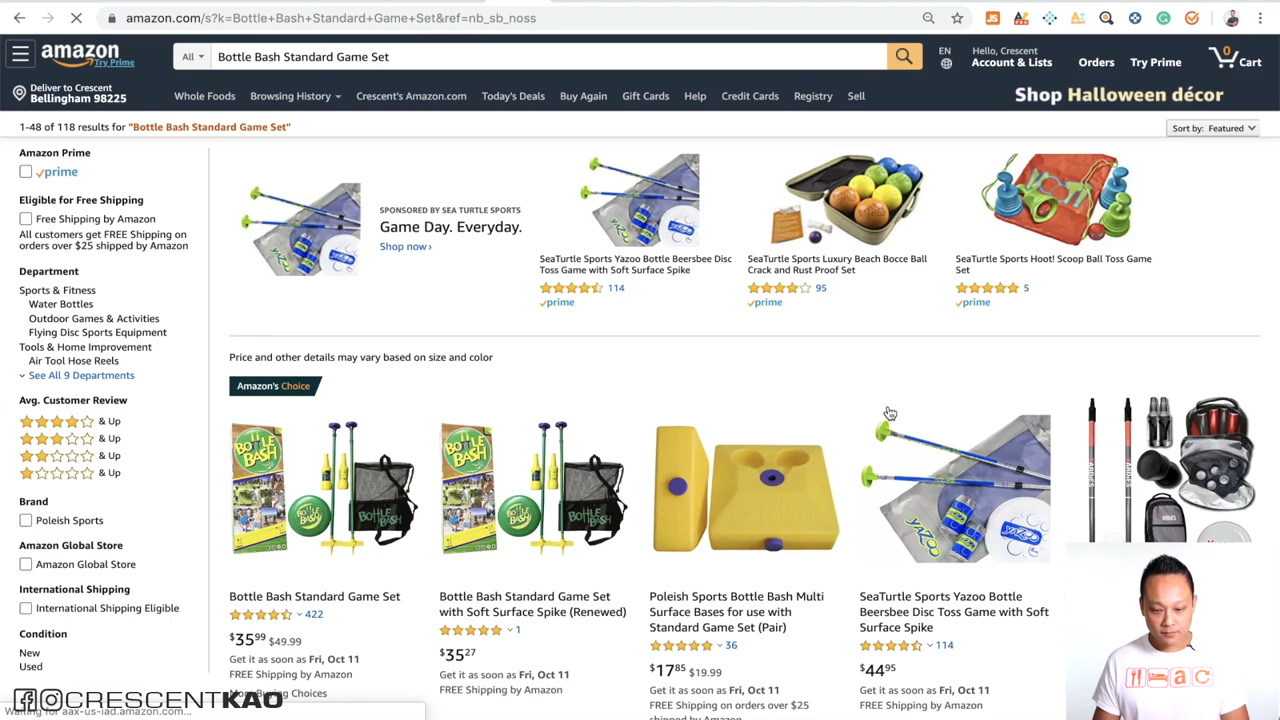 amazon.com/s?k=Bottle+Bash+Standard+Game+Set&ref=nb_sb_noss
amazon
Try Prime
All
Bottle Bash Standard Game Set
EN
Hello, Crescent
Account & Lists
Orders
Try Prime
0
Cart
Deliver to Crescent
Bellingham 98225
Whole Foods
Browsing History
Crescent's Amazon.com
Today's Deals
Buy Again
Gift Cards
Help
Credit Cards
Registry
Sell
Shop Halloween décor
1-48 of 118 results for "Bottle Bash Standard Game Set"
Sort by: Featured
Amazon Prime
prime
Eligible for Free Shipping
Free Shipping by Amazon
All customers get FREE Shipping on
orders over $25 shipped by Amazon
Department
Sports & Fitness
Water Bottles
Outdoor Games & Activities
Flying Disc Sports Equipment
Tools & Home Improvement
Air Tool Hose Reels
See All 9 Departments
Avg. Customer Review
& Up
& Up
& Up
& Up
Brand
Poleish Sports
Amazon Global Store
Amazon Global Store
International Shipping
International Shipping Eligible
Condition
New
Used
SPONSORED BY SEA TURTLE SPORTS
Game Day. Everyday.
Shop now ›
SeaTurtle Sports Yazoo Bottle Beersbee Disc
Toss Game with Soft Surface Spike
114
prime
SeaTurtle Sports Luxury Beach Bocce Ball
Crack and Rust Proof Set
95
prime
SeaTurtle Sports Hoot! Scoop Ball Toss Game
Set
5
prime
Price and other details may vary based on size and color
Amazon's Choice
BOTTLE
BASH
BOTTLE
BASH
BOTTLE
BASH
BOTTLE
BASH
YAZOO
YAZOO
Bottle Bash Standard Game Set
422
$35 99 $49.99
Get it as soon as Fri, Oct 11
FREE Shipping by Amazon
More Buying Choices
Bottle Bash Standard Game Set
with Soft Surface Spike (Renewed)
1
$35 27
Get it as soon as Fri, Oct 11
FREE Shipping by Amazon
Poleish Sports Bottle Bash Multi
Surface Bases for use with
Standard Game Set (Pair)
36
$17 85 $19.99
Get it as soon as Fri, Oct 11
FREE Shipping on orders over $25
shipped by Amazon
SeaTurtle Sports Yazoo Bottle
Beersbee Disc Toss Game with Soft
Surface Spike
114
$44 95
Get it as soon as Fri, Oct 11
FREE Shipping by Amazon
CRESCENTKAO
Waiting for aax-us-iad.amazon.com...